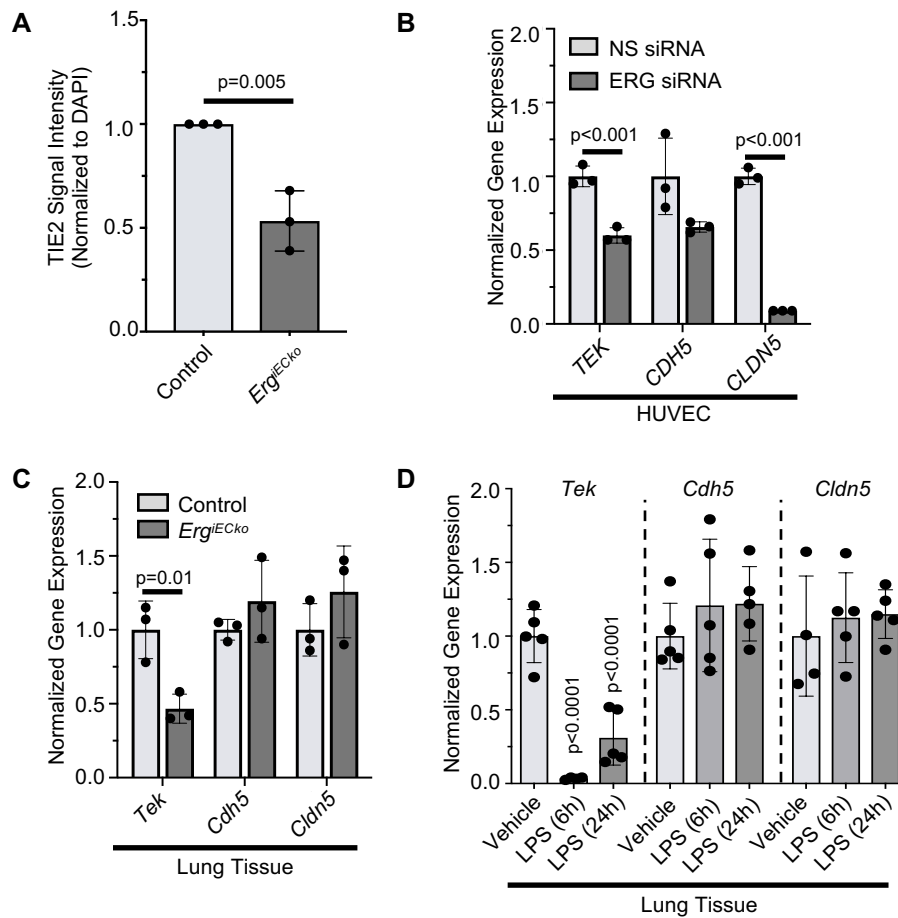 A
TIE2 Signal Intensity
(Normalized to DAPI)
1.5
1.0
0.5
0.0
p=0.005
Control
Erg^iECko
B
Normalized Gene Expression
2.0
1.5
1.0
0.5
0.0
NS siRNA
ERG siRNA
p<0.001
p<0.001
TEK
CDH5
CLDN5
HUVEC
C
Normalized Gene Expression
2.0
1.5
1.0
0.5
0.0
Control
Erg^iECko
p=0.01
Tek
Cdh5
Cldn5
Lung Tissue
D
Normalized Gene Expression
2.0
1.5
1.0
0.5
0.0
Tek
Cdh5
Cldn5
p<0.0001
p<0.0001
Vehicle
LPS (6h)
LPS (24h)
Vehicle
LPS (6h)
LPS (24h)
Vehicle
LPS (6h)
LPS (24h)
Lung Tissue